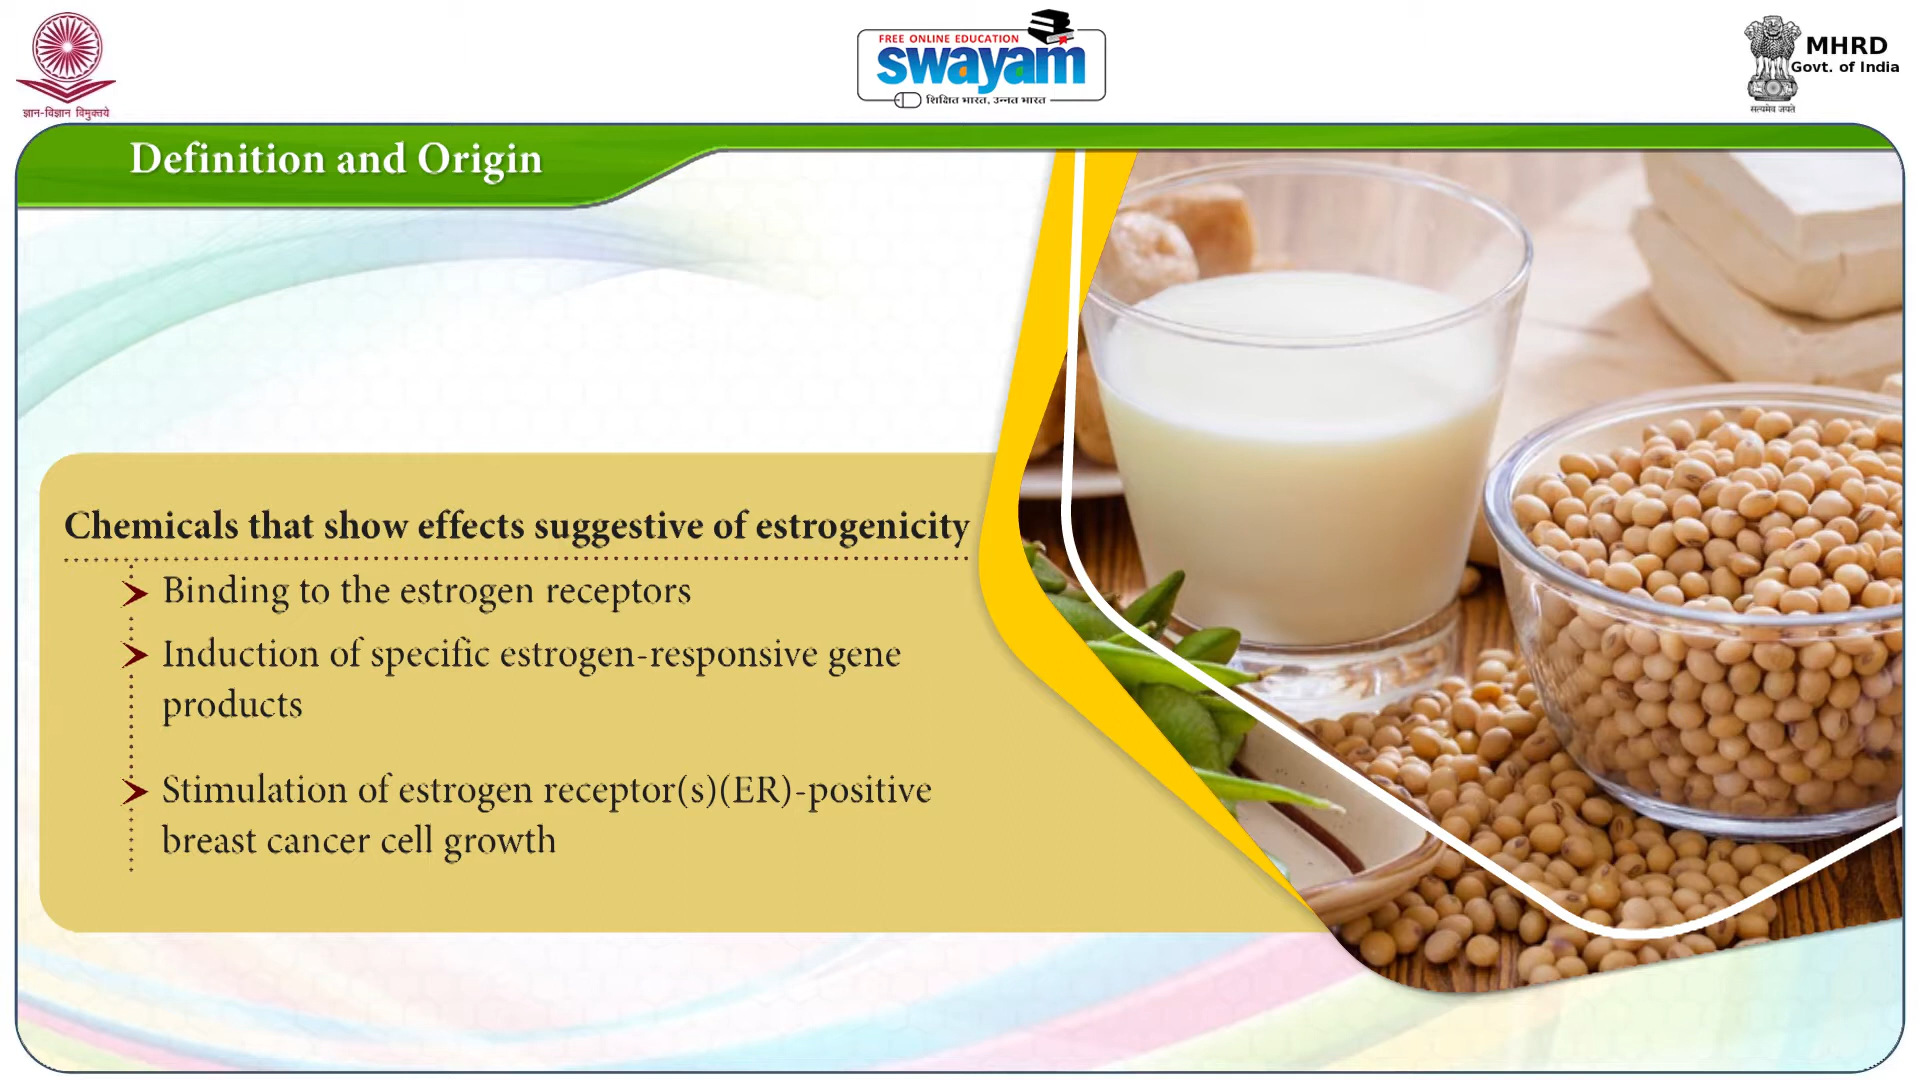 ज्ञान-विज्ञान विमुक्तये
FREE ONLINE EDUCATION
swayam
शिक्षित भारत, उन्नत भारत
MHRD
Govt. of India
सत्यमेव जयते
Definition and Origin
Chemicals that show effects suggestive of estrogenicity
Binding to the estrogen receptors
Induction of specific estrogen-responsive gene
products
Stimulation of estrogen receptor(s)(ER)-positive
breast cancer cell growth